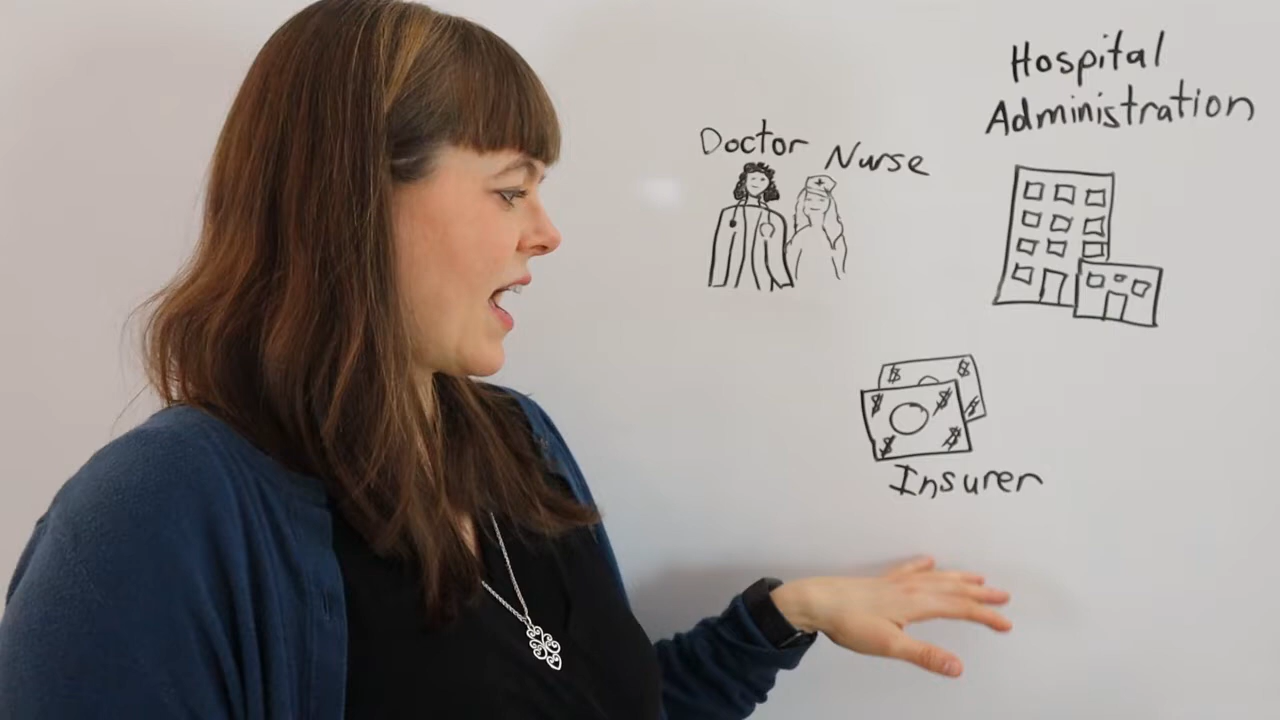 Hospital
Administration
Doctor Nurse
$ $
$ $ $
$ $
Insurer